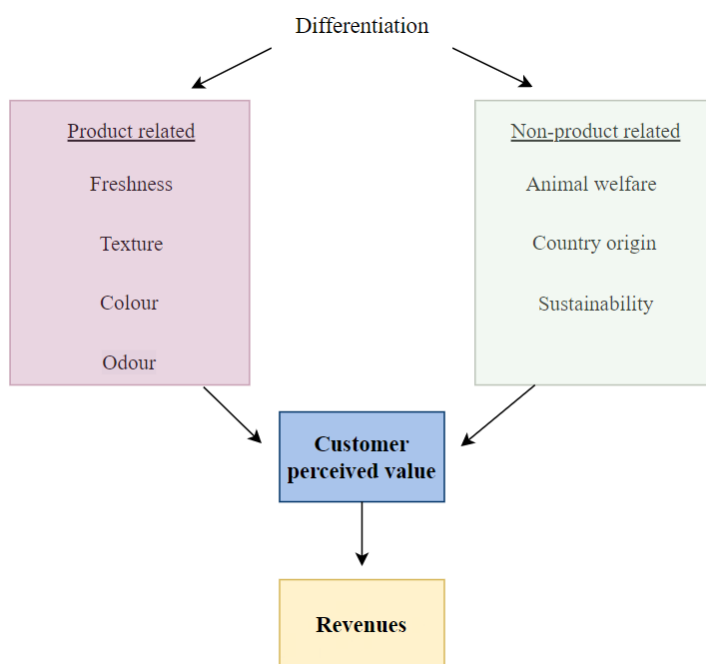 Differentiation
Product related
Freshness
Texture
Colour
Odour
Non-product related
Animal welfare
Country origin
Sustainability
Customer
perceived value
Revenues